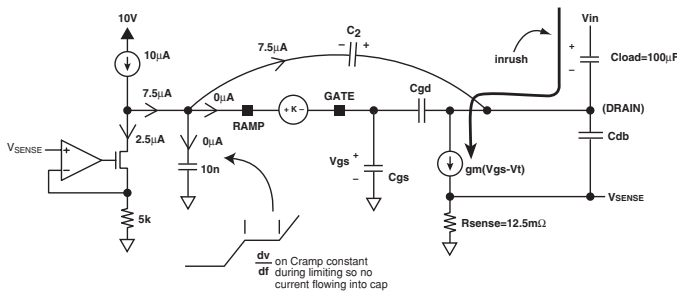 10V
C2
Vin
7.5µA
- +
10µA
inrush
+
-
Cload=100µF
7.5µA
0µA
GATE
Cgd
+ K -
(DRAIN)
RAMP
2.5µA
0µA
VSENSE
+
-
10n
Vgs
+
-
Cgs
gm(Vgs-Vt)
Cdb
VSENSE
5k
Rsense=12.5mΩ
dv
df
on Cramp constant
during limiting so no
current flowing into cap